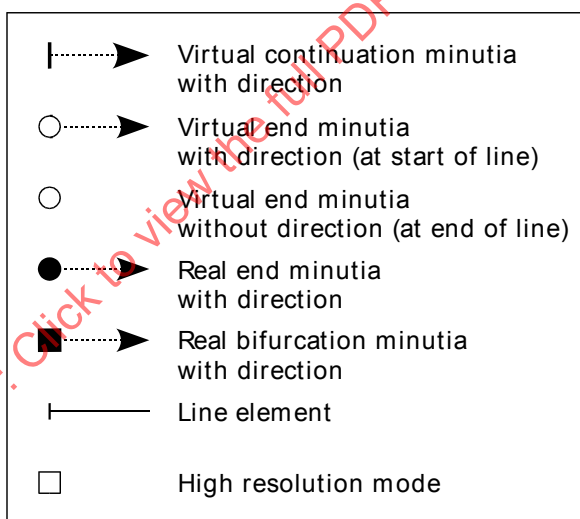 Virtual continuation minutia
with direction
Virtual end minutia
with direction (at start of line)
Virtual end minutia
without direction (at end of line)
Real end minutia
with direction
Real bifurcation minutia
with direction
Line element
High resolution mode
Click to view the full PDF